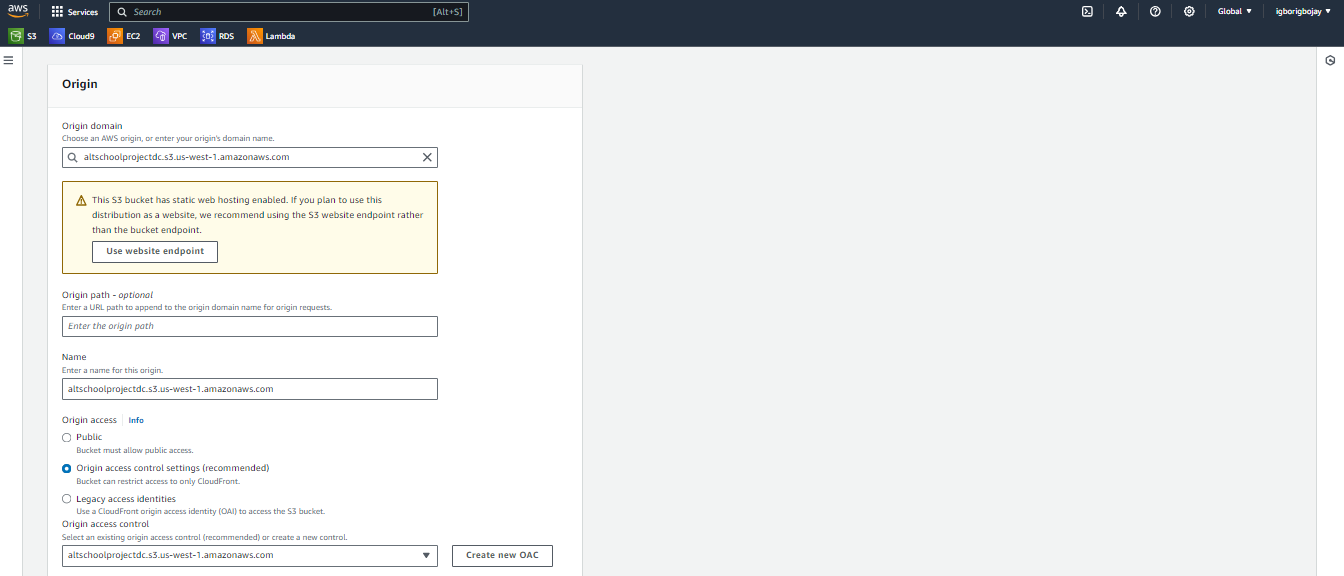 aws
Services
Search [Alt+S]
Global
igborigbojay
S3 Cloud9 EC2 VPC RDS Lambda
Origin
Origin domain
Choose an AWS origin, or enter your origin's domain name.
altschoolprojectdc.s3.us-west-1.amazonaws.com
This S3 bucket has static web hosting enabled. If you plan to use this
distribution as a website, we recommend using the S3 website endpoint rather
than the bucket endpoint.
Use website endpoint
Origin path - optional
Enter a URL path to append to the origin domain name for origin requests.
Enter the origin path
Name
Enter a name for this origin.
altschoolprojectdc.s3.us-west-1.amazonaws.com
Origin access Info
Public
Bucket must allow public access.
Origin access control settings (recommended)
Bucket can restrict access to only CloudFront.
Legacy access identities
Use a CloudFront origin access identity (OAI) to access the S3 bucket.
Origin access control
Select an existing origin access control (recommended) or create a new control.
altschoolprojectdc.s3.us-west-1.amazonaws.com
Create new OAC